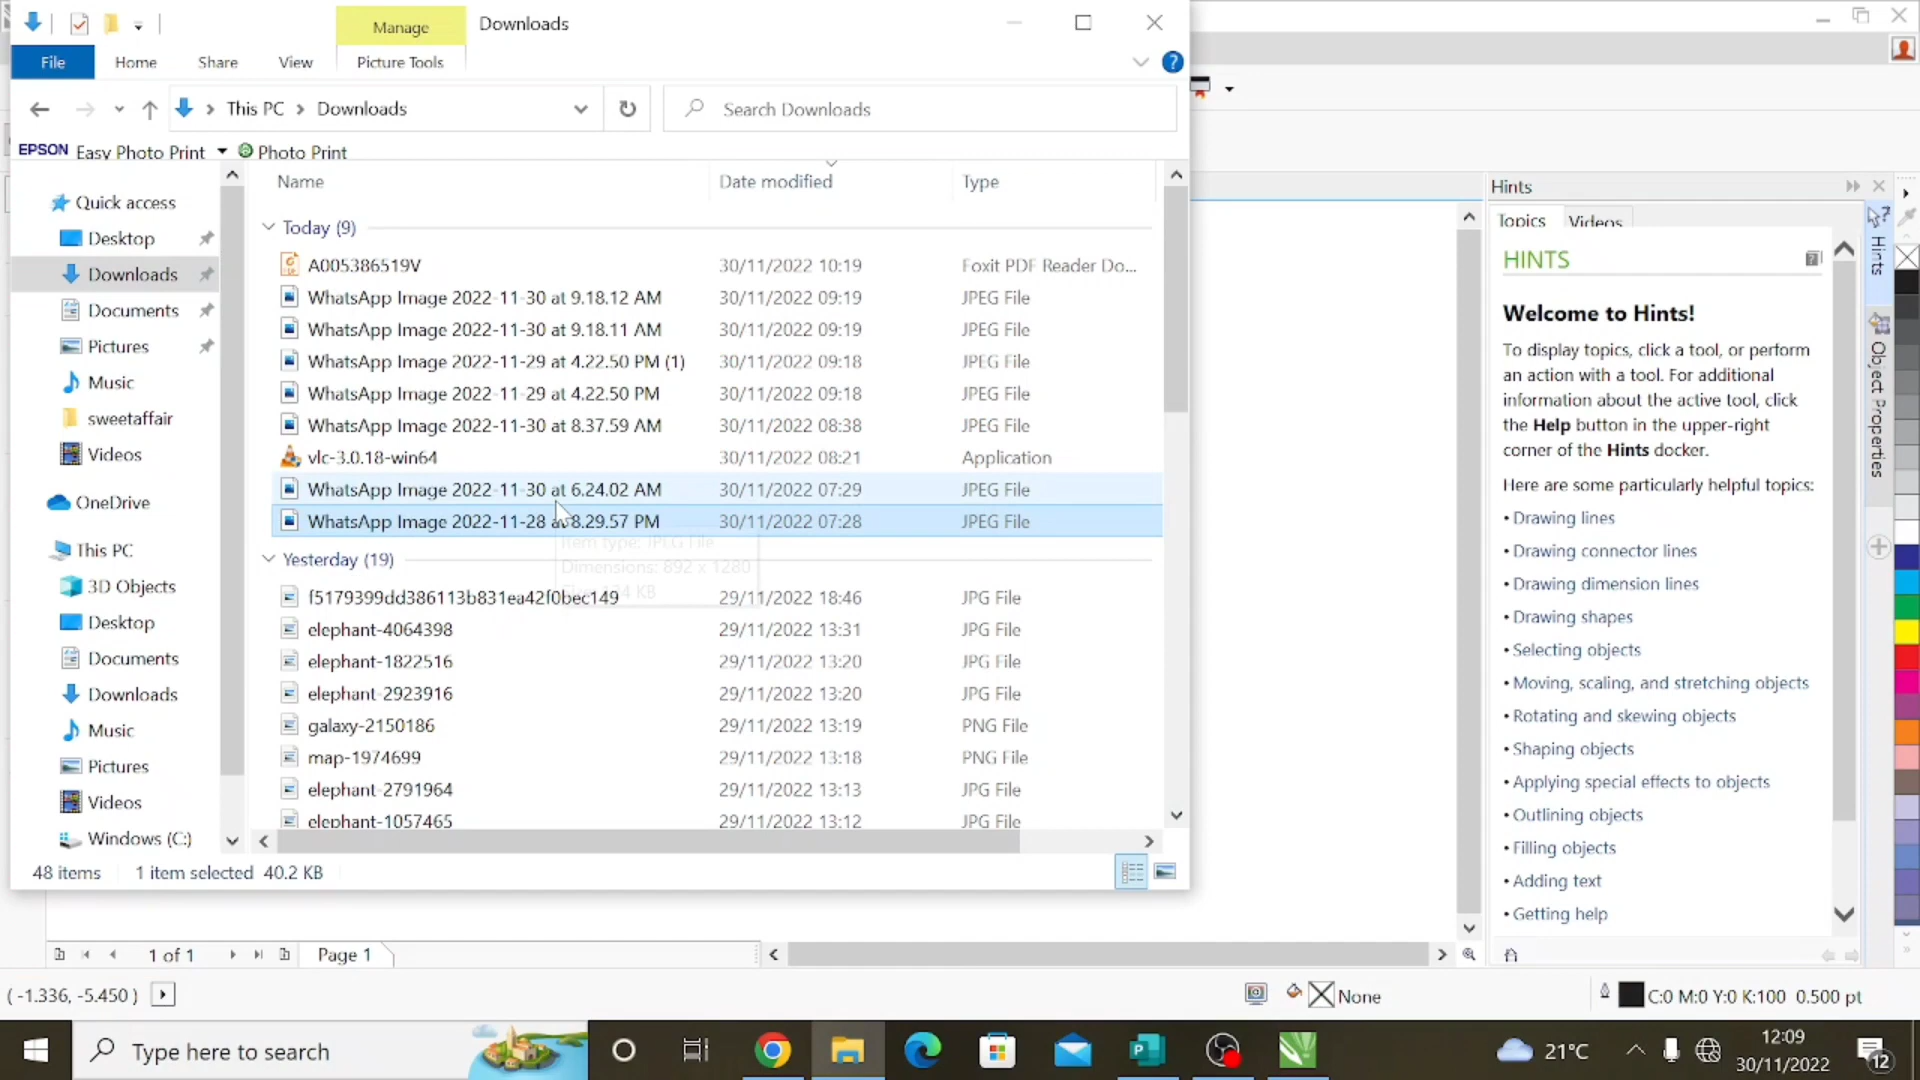 Manage
Downloads
File
Home
Share
View
Picture Tools
This PC
Downloads
Search Downloads
EPSON
Easy Photo Print
Photo Print
Name
Date modified
Type
Quick access
Desktop
Downloads
Documents
Pictures
Music
sweetaffair
Videos
OneDrive
This PC
3D Objects
Desktop
Documents
Downloads
Music
Pictures
Videos
Windows (C:)
Today (9)
A005386519V 30/11/2022 10:19 Foxit PDF Reader Do...
WhatsApp Image 2022-11-30 at 9.18.12 AM 30/11/2022 09:19 JPEG File
WhatsApp Image 2022-11-30 at 9.18.11 AM 30/11/2022 09:19 JPEG File
WhatsApp Image 2022-11-29 at 4.22.50 PM (1) 30/11/2022 09:18 JPEG File
WhatsApp Image 2022-11-29 at 4.22.50 PM 30/11/2022 09:18 JPEG File
WhatsApp Image 2022-11-30 at 8.37.59 AM 30/11/2022 08:38 JPEG File
vlc-3.0.18-win64 30/11/2022 08:21 Application
WhatsApp Image 2022-11-30 at 6.24.02 AM 30/11/2022 07:29 JPEG File
WhatsApp Image 2022-11-28 at 8.29.57 PM 30/11/2022 07:28 JPEG File
Item type: JPEG File
Dimensions: 892 x 1280
KB
Yesterday (19)
f5179399dd386113b831ea42f0bec149 29/11/2022 18:46 JPG File
elephant-4064398 29/11/2022 13:31 JPG File
elephant-1822516 29/11/2022 13:20 JPG File
elephant-2923916 29/11/2022 13:20 JPG File
galaxy-2150186 29/11/2022 13:19 PNG File
map-1974699 29/11/2022 13:18 PNG File
elephant-2791964 29/11/2022 13:13 JPG File
elephant-1057465 29/11/2022 13:12 JPG File
48 items
1 item selected 40.2 KB
Hints
Topics
Videos
HINTS
Welcome to Hints!
To display topics, click a tool, or perform
an action with a tool. For additional
information about the active tool, click
the Help button in the upper-right
corner of the Hints docker.
Here are some particularly helpful topics:
• Drawing lines
• Drawing connector lines
• Drawing dimension lines
• Drawing shapes
• Selecting objects
• Moving, scaling, and stretching objects
• Rotating and skewing objects
• Shaping objects
• Applying special effects to objects
• Outlining objects
• Filling objects
• Adding text
• Getting help
Hints
Object Properties
1 of 1
Page 1
( -1.336, -5.450 )
None
C:0 M:0 Y:0 K:100 0.500 pt
Type here to search
21°C
12:09
30/11/2022
12